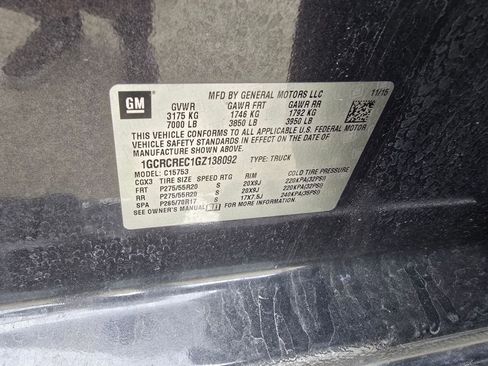 GM
MFD BY GENERAL MOTORS LLC 11/15
GVWR GAWR FRT GAWR RR
3175 KG 1746 KG 1792 KG
7000 LB 3850 LB 3950 LB
THIS VEHICLE CONFORMS TO ALL APPLICABLE U.S. FEDERAL MOTOR
VEHICLE SAFETY STANDARDS IN EFFECT ON THE DATE OF
MANUFACTURE SHOWN ABOVE.
1GCRCREC1GZ138092 TYPE: TRUCK
MODEL: C15753
CGX3 TIRE SIZE SPEED RTG RIM COLD TIRE PRESSURE
FRT P275/55R20 S 20X9J 220KPA(32PSI)
RR P275/55R20 S 20X9J 220KPA(32PSI)
SPA P265/70R17 S 17X7.5J 240KPA(35PSI)
SEE OWNER'S MANUAL FOR MORE INFORMATION